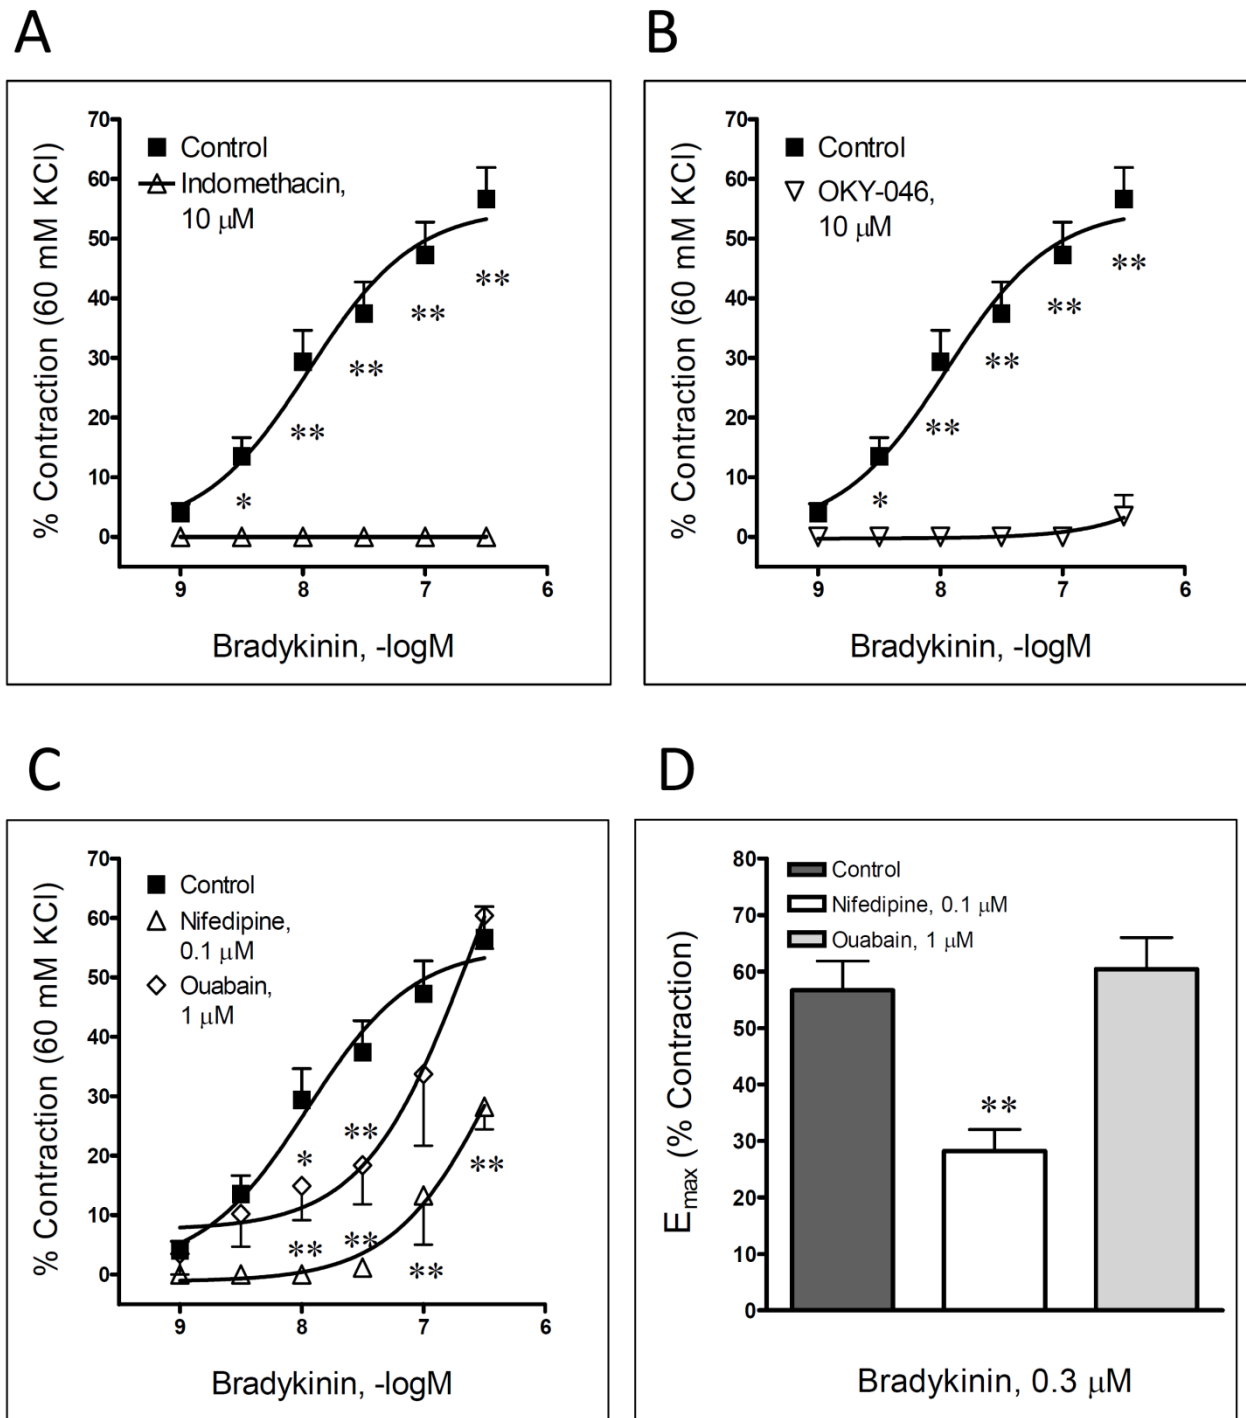 A
% Contraction (60 mM KCl)
70
60
50
40
30
20
10
0
Control
Indomethacin,
10 μM
*
**
**
**
**
9
8
7
6
Bradykinin, -logM
B
% Contraction (60 mM KCl)
70
60
50
40
30
20
10
0
Control
OKY-046,
10 μM
*
**
**
**
**
9
8
7
6
Bradykinin, -logM
C
% Contraction (60 mM KCl)
70
60
50
40
30
20
10
0
Control
Nifedipine,
0.1 μM
Ouabain,
1 μM
*
**
**
**
**
**
9
8
7
6
Bradykinin, -logM
D
Emax (% Contraction)
80
70
60
50
40
30
20
10
0
Control
Nifedipine, 0.1 μM
Ouabain, 1 μM
**
Bradykinin, 0.3 μM